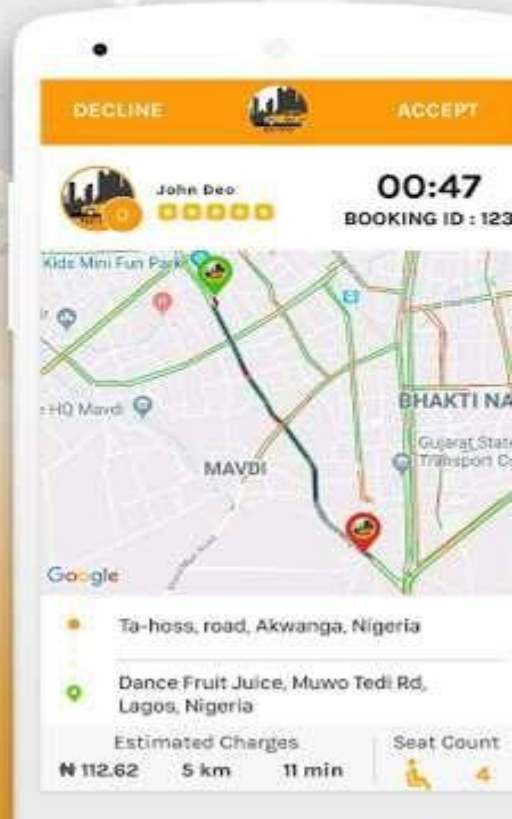 DECLINE
ACCEPT
John Deo
0
00:47
BOOKING ID : 123
Kids Mini Fun Park
HQ Mavdi
BHAKTI NA
Gujarat State
Transport Co
MAVDI
Google
Ta-hoss, road, Akwanga, Nigeria
Dance Fruit Juice, Muwo Tedi Rd,
Lagos, Nigeria
Estimated Charges
Seat Count
₦ 112.62 5 km 11 min
4